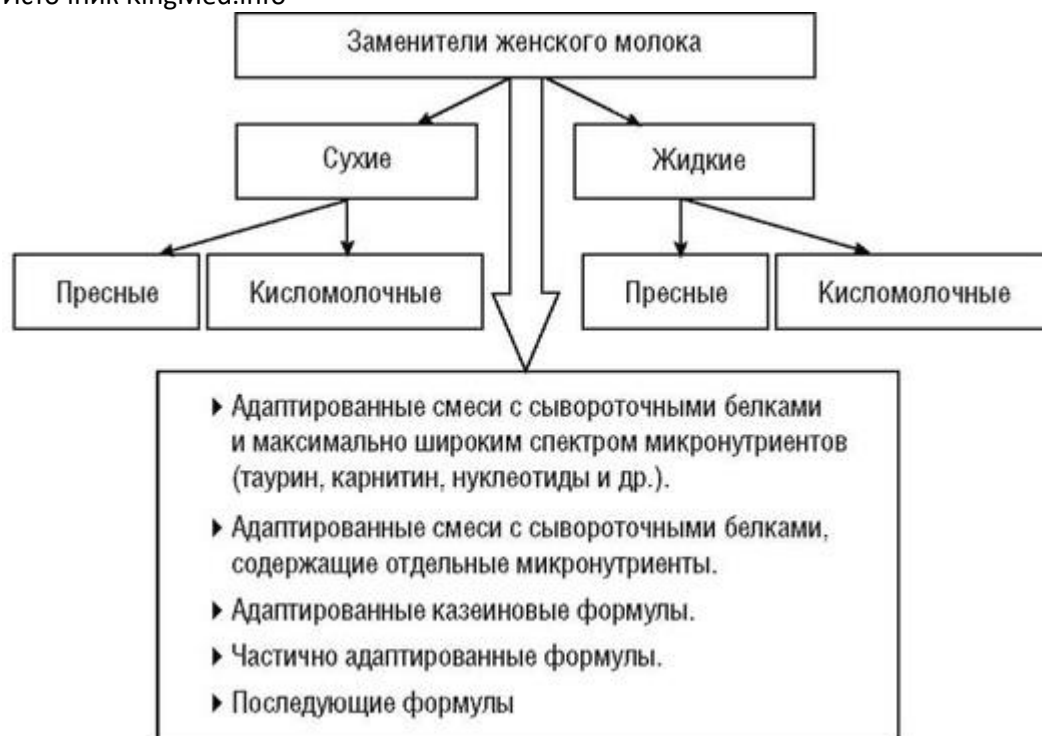 Источник KingMed.info
Заменители женского молока
Сухие
Жидкие
Пресные
Кисломолочные
Пресные
Кисломолочные
Адаптированные смеси с сывороточными белками
и максимально широким спектром микронутриентов
(таурин, карнитин, нуклеотиды и др.).
Адаптированные смеси с сывороточными белками,
содержащие отдельные микронутриенты.
Адаптированные казеиновые формулы.
Частично адаптированные формулы.
Последующие формулы